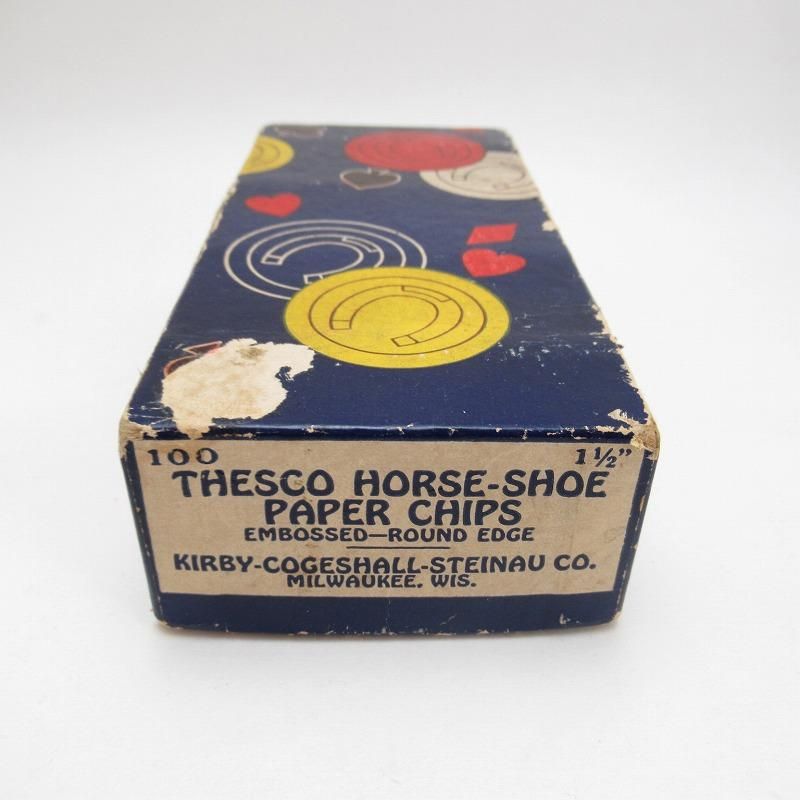 100 1½"
THESCO HORSE-SHOE
PAPER CHIPS
EMBOSSED—ROUND EDGE
KIRBY-COGESHALL-STEINAU CO.
MILWAUKEE. WIS.